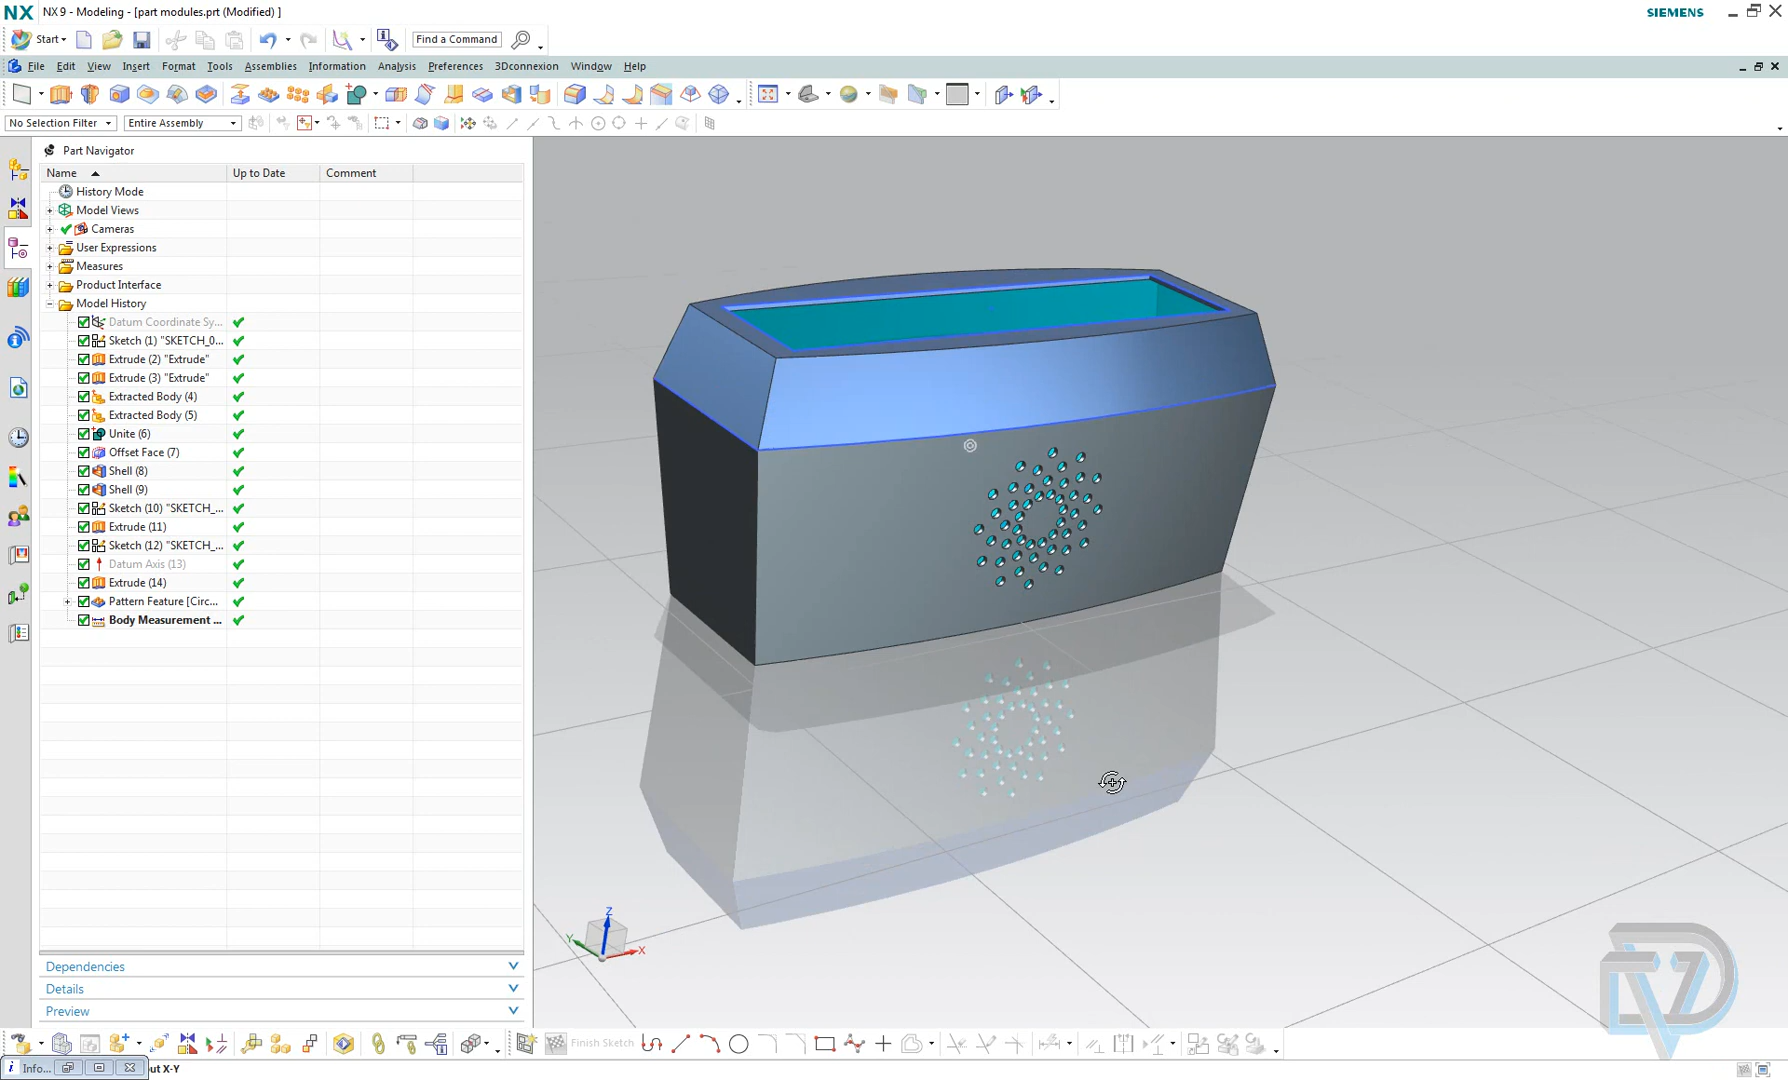 NX NX 9 - Modeling - [part modules.prt (Modified) ] SIEMENS
Start Find a Command
File Edit View Insert Format Tools Assemblies Information Analysis Preferences 3Dconnexion Window Help
No Selection Filter Entire Assembly
Part Navigator
Name Up to Date Comment
History Mode
Model Views
Cameras
User Expressions
Measures
Product Interface
Model History
Datum Coordinate Sy...
Sketch (1) "SKETCH_0...
Extrude (2) "Extrude"
Extrude (3) "Extrude"
Extracted Body (4)
Extracted Body (5)
Unite (6)
Offset Face (7)
Shell (8)
Shell (9)
Sketch (10) "SKETCH_...
Extrude (11)
Sketch (12) "SKETCH_...
Datum Axis (13)
Extrude (14)
Pattern Feature [Circ...
Body Measurement ...
Z
Y
X
Dependencies
Details
Preview
Finish Sketch
Info... out X-Y